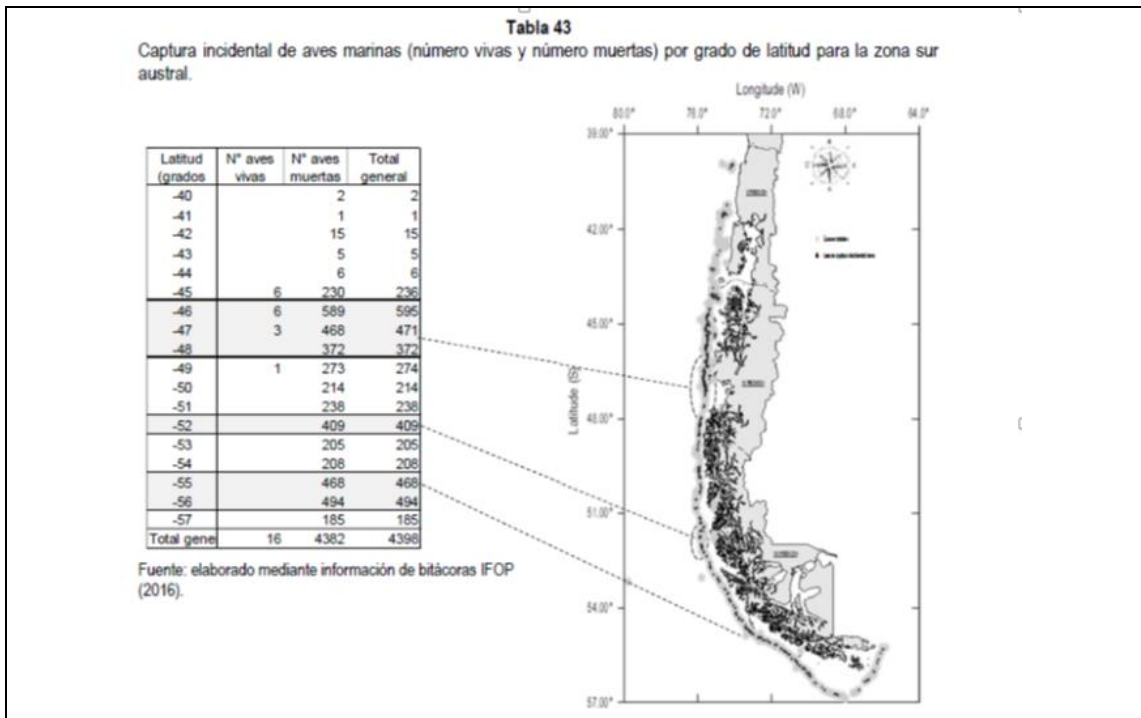 Tabla 43
Captura incidental de aves marinas (número vivas y número muertas) por grado de latitud para la zona sur
austral.
Latitud (grados N° aves vivas N° aves muertas Total general
-40 2 2
-41 1 1
-42 15 15
-43 5 5
-44 6 6
-45 6 230 236
-46 6 589 595
-47 3 468 471
-48 372 372
-49 1 273 274
-50 214 214
-51 238 238
-52 409 409
-53 205 205
-54 208 208
-55 468 468
-56 494 494
-57 185 185
Total gene 16 4382 4398
Fuente: elaborado mediante información de bitácoras IFOP
(2016).
Longitude (W)
80.0° 76.0° 72.0° 68.0° 64.0°
Latitude (S)
39.00°
42.00°
45.00°
48.00°
51.00°
54.00°
57.00°